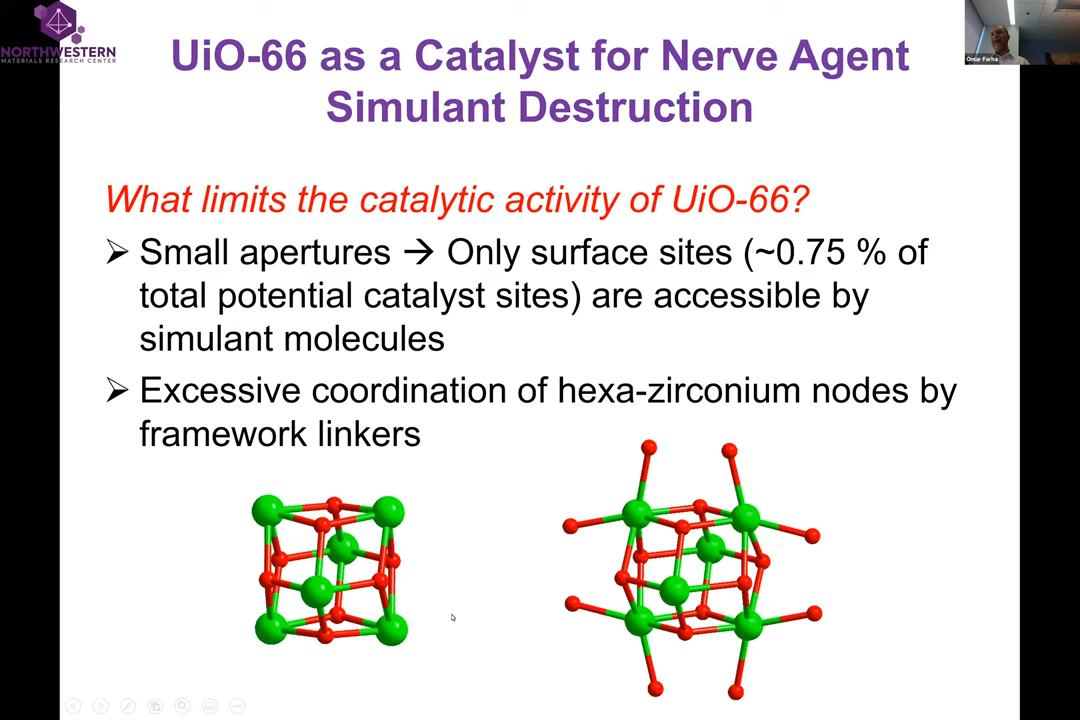 NORTHWESTERN
MATERIALS RESEARCH CENTER
Omar Farha
UiO-66 as a Catalyst for Nerve Agent
Simulant Destruction
What limits the catalytic activity of UiO-66?
➢ Small apertures → Only surface sites (~0.75 % of
total potential catalyst sites) are accessible by
simulant molecules
➢ Excessive coordination of hexa-zirconium nodes by
framework linkers